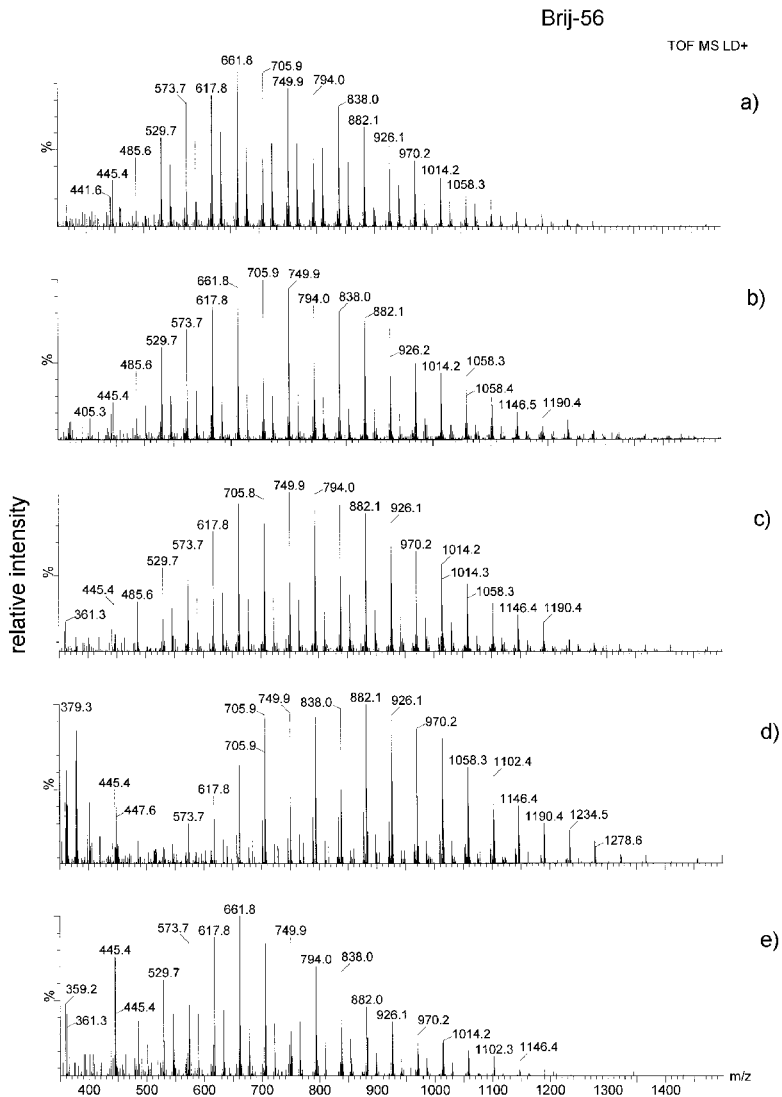 Brij-56
TOF MS LD+
relative intensity
a)
%
441.6 445.4 485.6 529.7 573.7 617.8 661.8 705.9 749.9 794.0 838.0 882.1 926.1 970.2 1014.2 1058.3
b)
%
405.3 445.4 485.6 529.7 573.7 617.8 661.8 705.9 749.9 794.0 838.0 882.1 926.2 1014.2 1058.3 1058.4 1146.5 1190.4
c)
%
361.3 445.4 485.6 529.7 573.7 617.8 705.8 749.9 794.0 882.1 926.1 970.2 1014.2 1014.3 1058.3 1146.4 1190.4
d)
%
379.3 445.4 447.6 573.7 617.8 705.9 705.9 749.9 838.0 882.1 926.1 970.2 1058.3 1102.4 1146.4 1190.4 1234.5 1278.6
e)
%
359.2 361.3 445.4 445.4 529.7 573.7 617.8 661.8 749.9 794.0 838.0 882.0 926.1 970.2 1014.2 1102.3 1146.4
400 500 600 700 800 900 1000 1100 1200 1300 1400 m/z